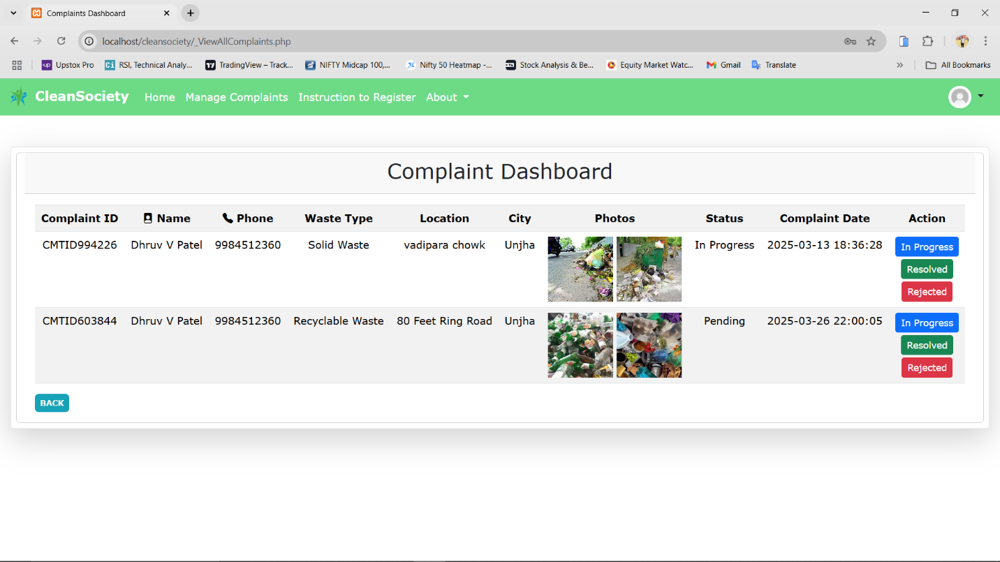 Complaints Dashboard
localhost/cleansociety/_ViewAllComplaints.php
Upstox Pro RSI, Technical Analy... TradingView – Track... NIFTY Midcap 100,... Nifty 50 Heatmap -... Stock Analysis & Be... Equity Market Watc... Gmail Translate » All Bookmarks
CleanSociety Home Manage Complaints Instruction to Register About
Complaint Dashboard
Complaint ID Name Phone Waste Type Location City Photos Status Complaint Date Action
CMTID994226 Dhruv V Patel 9984512360 Solid Waste vadipara chowk Unjha In Progress 2025-03-13 18:36:28 In Progress
Resolved
Rejected
CMTID603844 Dhruv V Patel 9984512360 Recyclable Waste 80 Feet Ring Road Unjha Pending 2025-03-26 22:00:05 In Progress
Resolved
Rejected
BACK